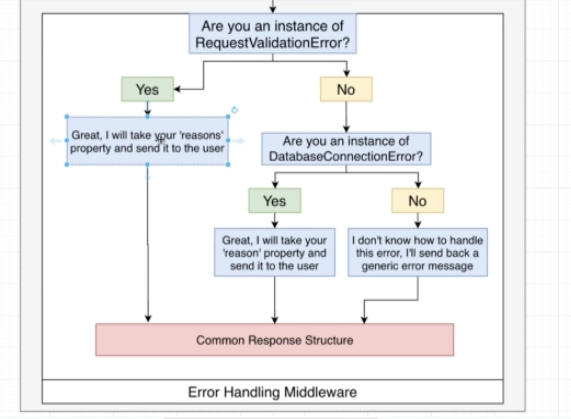 Are you an instance of
RequestValidationError?
Yes
No
Great, I will take your 'reasons'
property and send it to the user
Are you an instance of
DatabaseConnectionError?
Yes
No
Great, I will take your
'reason' property and
send it to the user
I don't know how to handle
this error, I'll send back a
generic error message
Common Response Structure
Error Handling Middleware